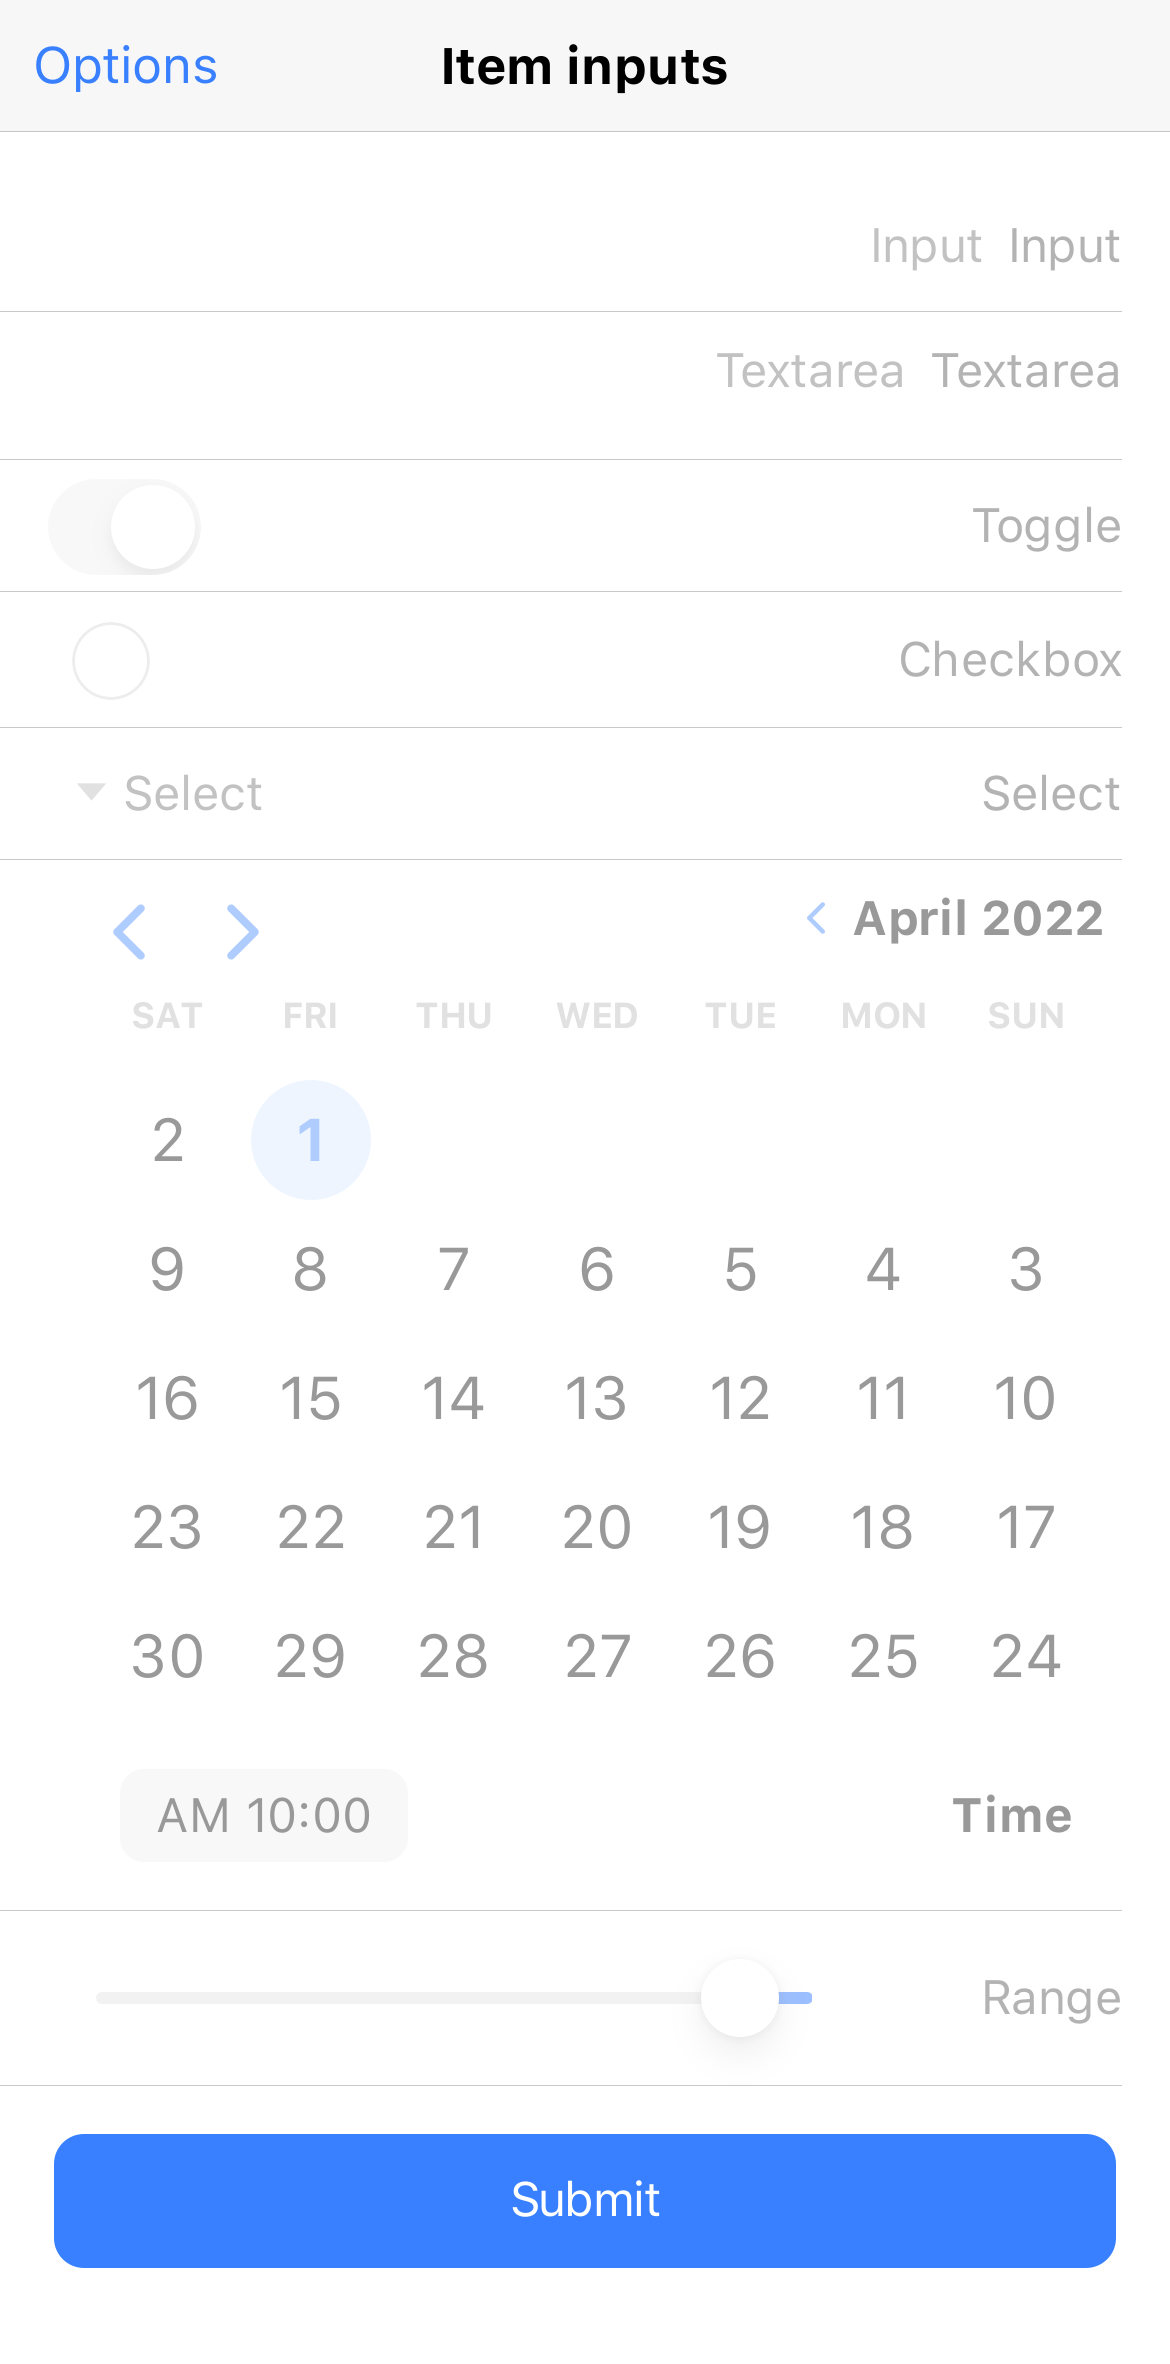 Options
Item inputs
Input Input
Textarea Textarea
Toggle
Checkbox
Select Select
April 2022
SAT FRI THU WED TUE MON SUN
2 1
9 8 7 6 5 4 3
16 15 14 13 12 11 10
23 22 21 20 19 18 17
30 29 28 27 26 25 24
AM 10:00 Time
Range
Submit